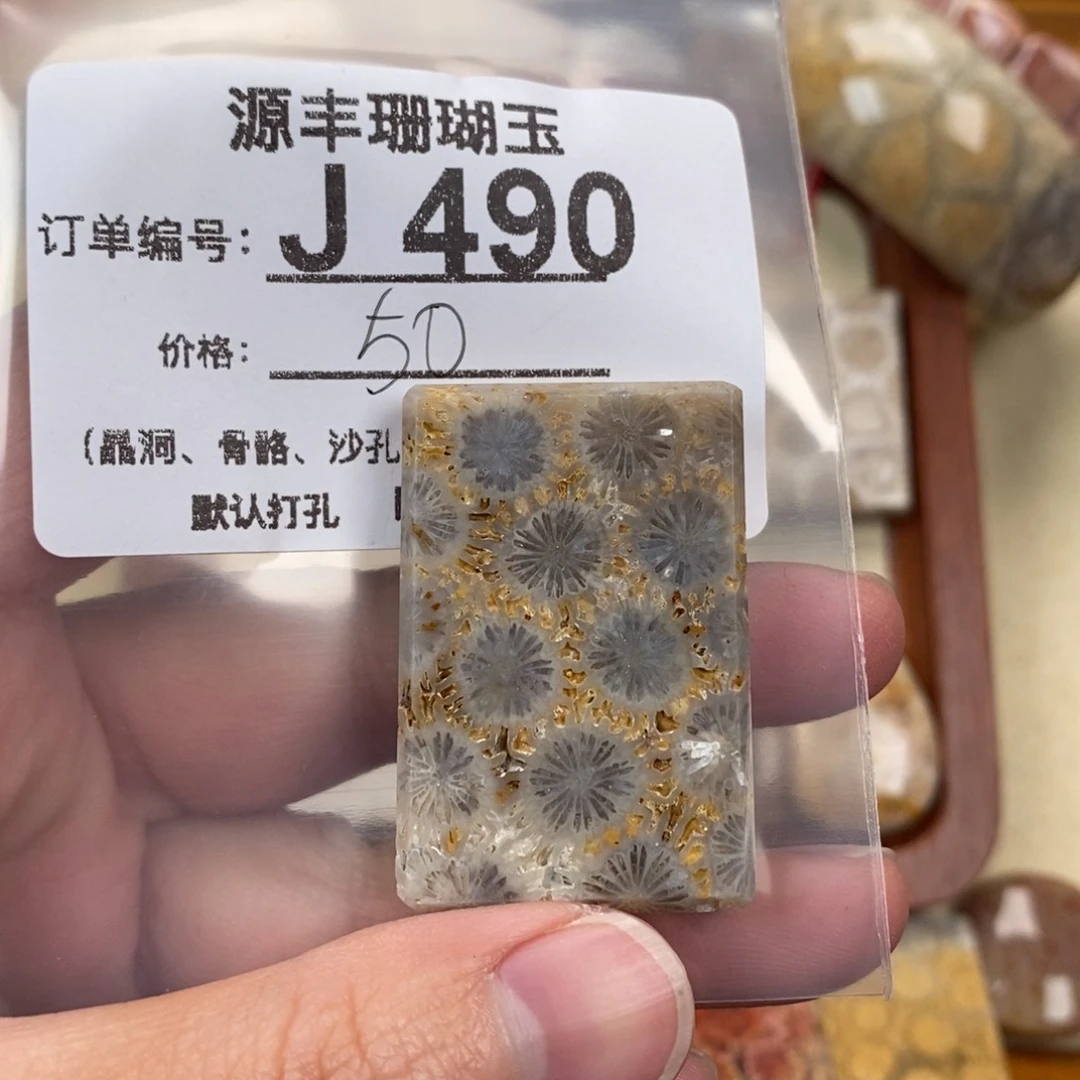 源丰珊瑚玉
订单编号: J 490
价格: 50
(晶洞、骨骼、沙孔
默认打孔